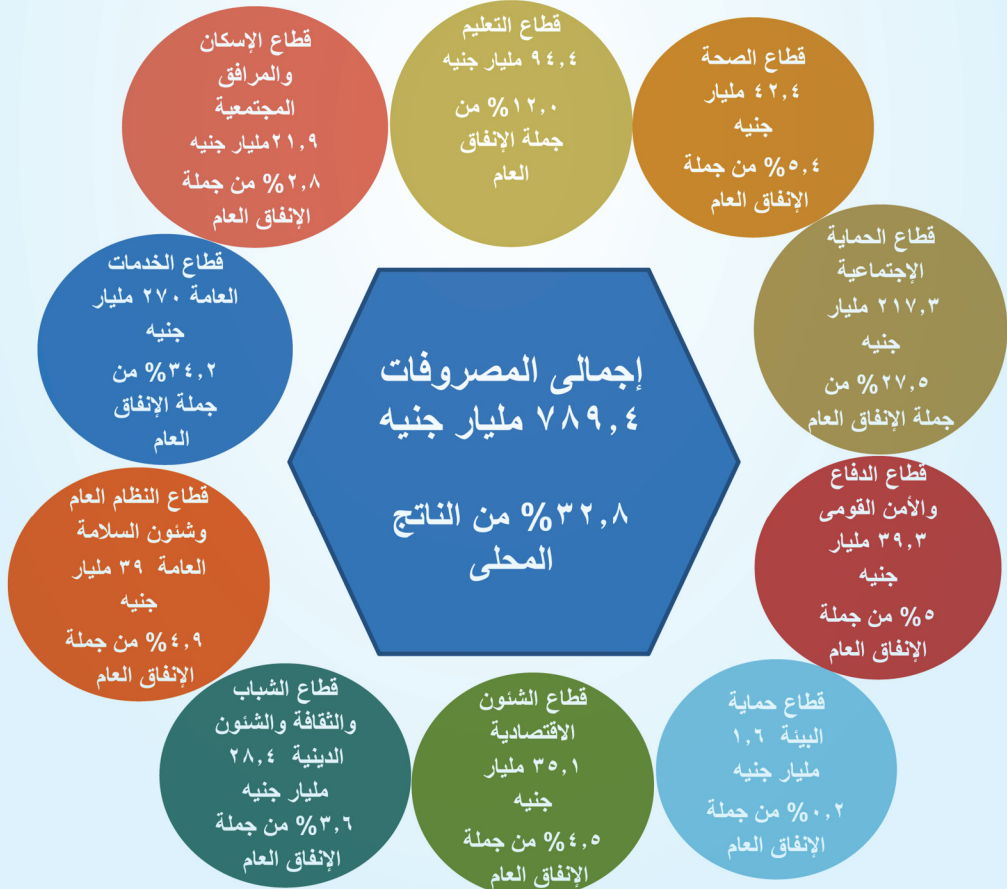 قطاع الإسكان
والمرافق
المجتمعية
٢١,٩مليار جنيه
٢,٨% من جملة
الإنفاق العام
قطاع التعليم
٩٤,٤ مليار جنيه
١٢,٠% من
جملة الإنفاق
العام
قطاع الصحة
٤٢,٤ مليار
جنيه
٥,٤% من جملة
الإنفاق العام
قطاع الحماية
الإجتماعية
٢١٧,٣ مليار
جنيه
٢٧,٥% من
جملة الإنفاق العام
قطاع الخدمات
العامة ٢٧٠ مليار
جنيه
٣٤,٢% من
جملة الإنفاق
العام
إجمالى المصروفات
٧٨٩,٤ مليار جنيه
٣٢,٨% من الناتج
المحلى
قطاع الدفاع
والأمن القومى
٣٩,٣ مليار
جنيه
٥% من جملة
الإنفاق العام
قطاع النظام العام
وشئون السلامة
العامة ٣٩ مليار
جنيه
٤,٩% من جملة
الإنفاق العام
قطاع الشباب
والثقافة والشئون
الدينية ٢٨,٤
مليار جنيه
٣,٦% من جملة
الإنفاق العام
قطاع الشئون
الاقتصادية
٣٥,١ مليار
جنيه
٤,٥% من جملة
الإنفاق العام
قطاع حماية
البيئة ١,٦
مليار جنيه
٠,٢% من جملة
الإنفاق العام